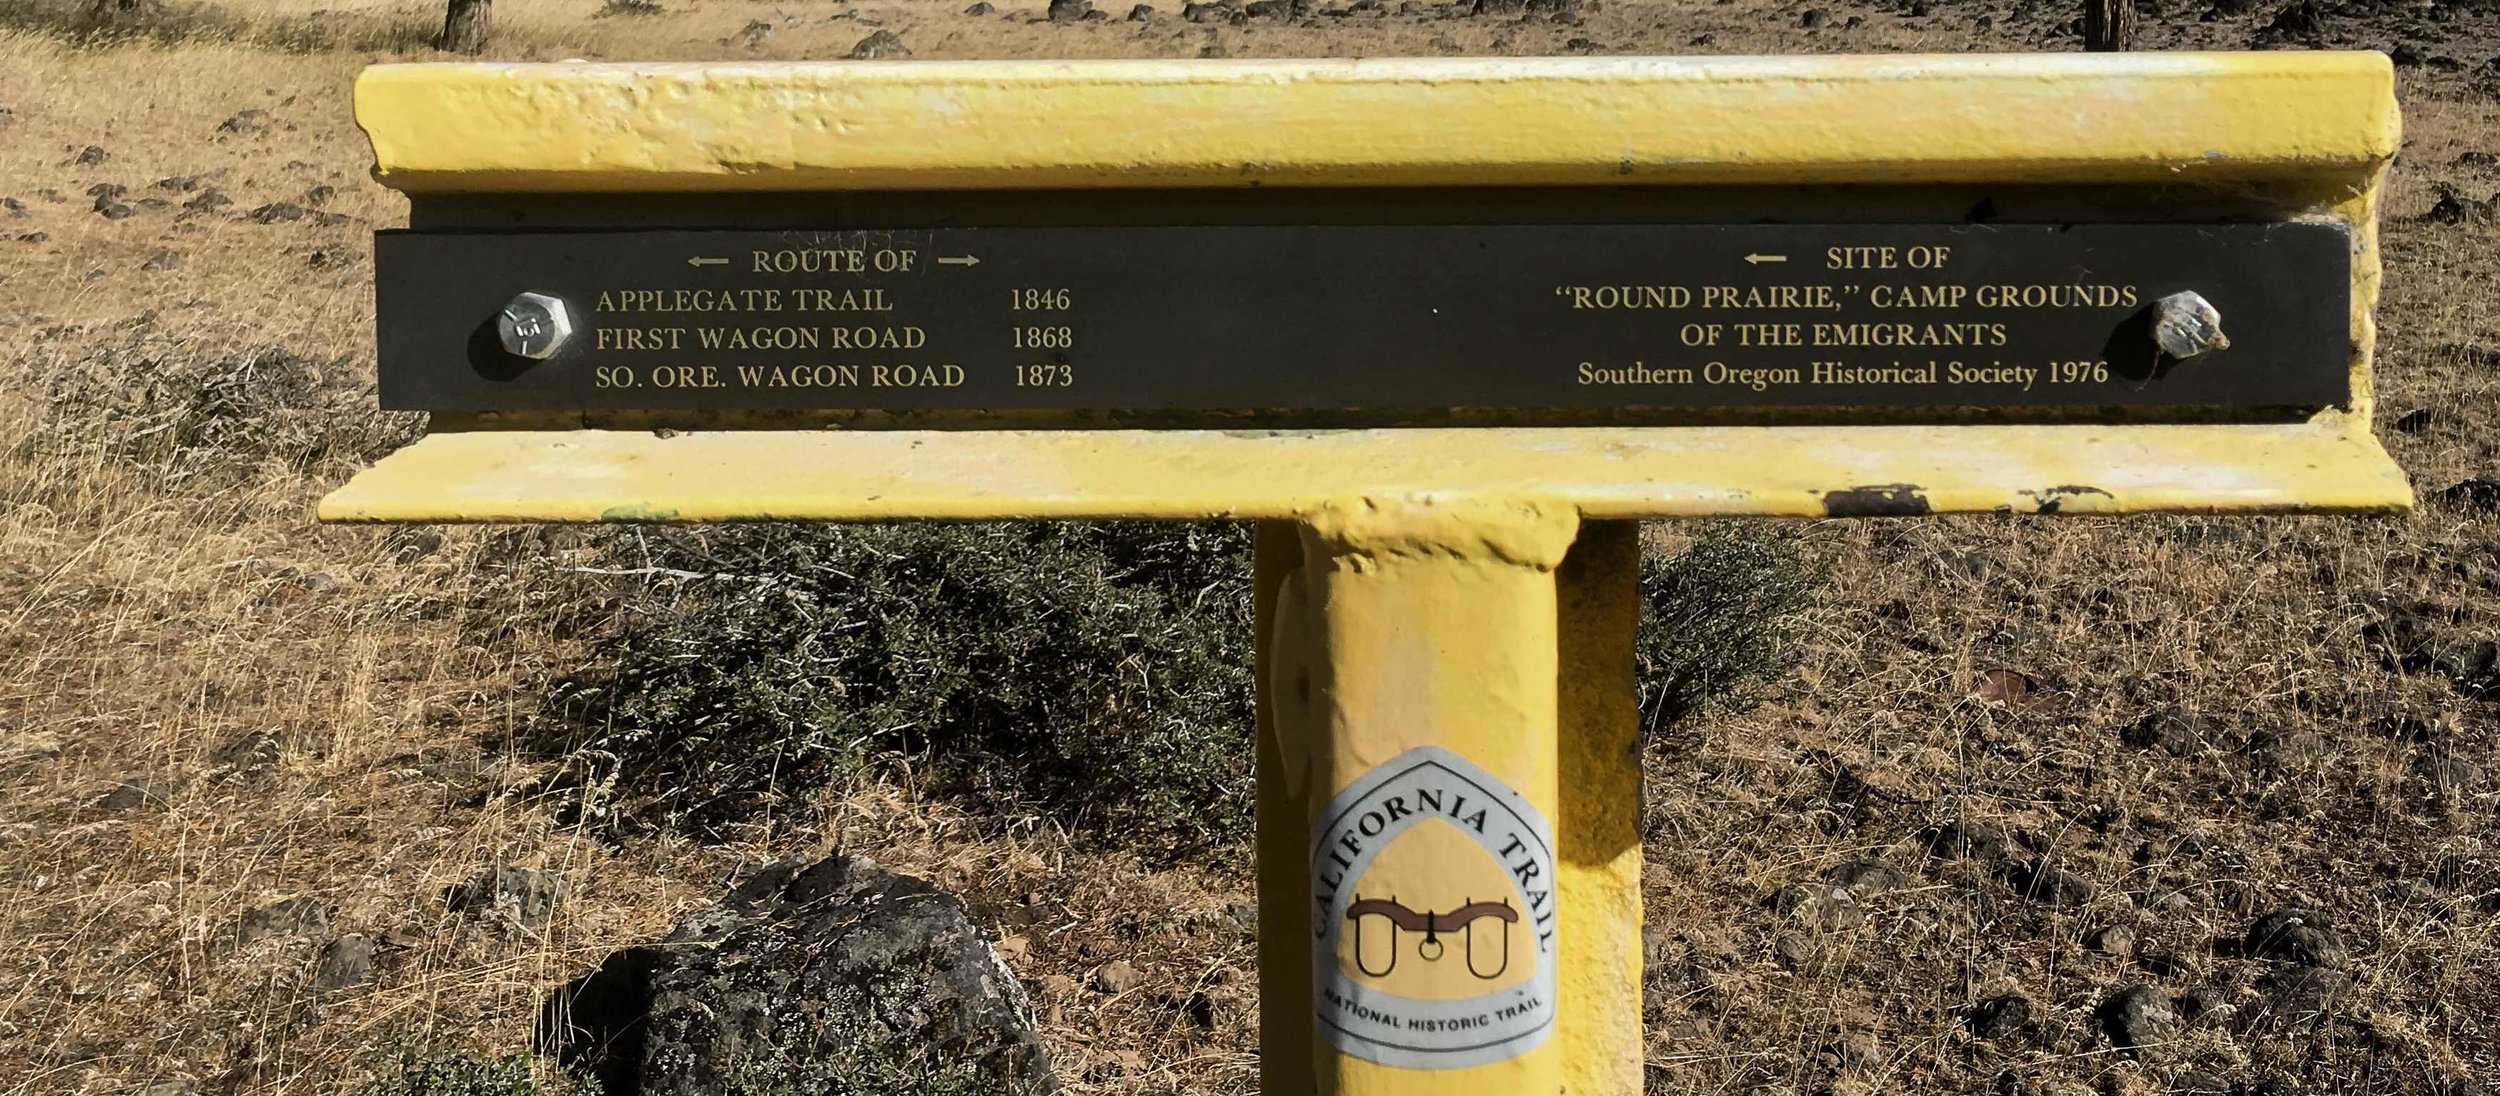 ← ROUTE OF →
APPLEGATE TRAIL 1846
FIRST WAGON ROAD 1868
SO. ORE. WAGON ROAD 1873
← SITE OF
“ROUND PRAIRIE,” CAMP GROUNDS
OF THE EMIGRANTS
Southern Oregon Historical Society 1976
CALIFORNIA TRAIL
NATIONAL HISTORIC TRAIL